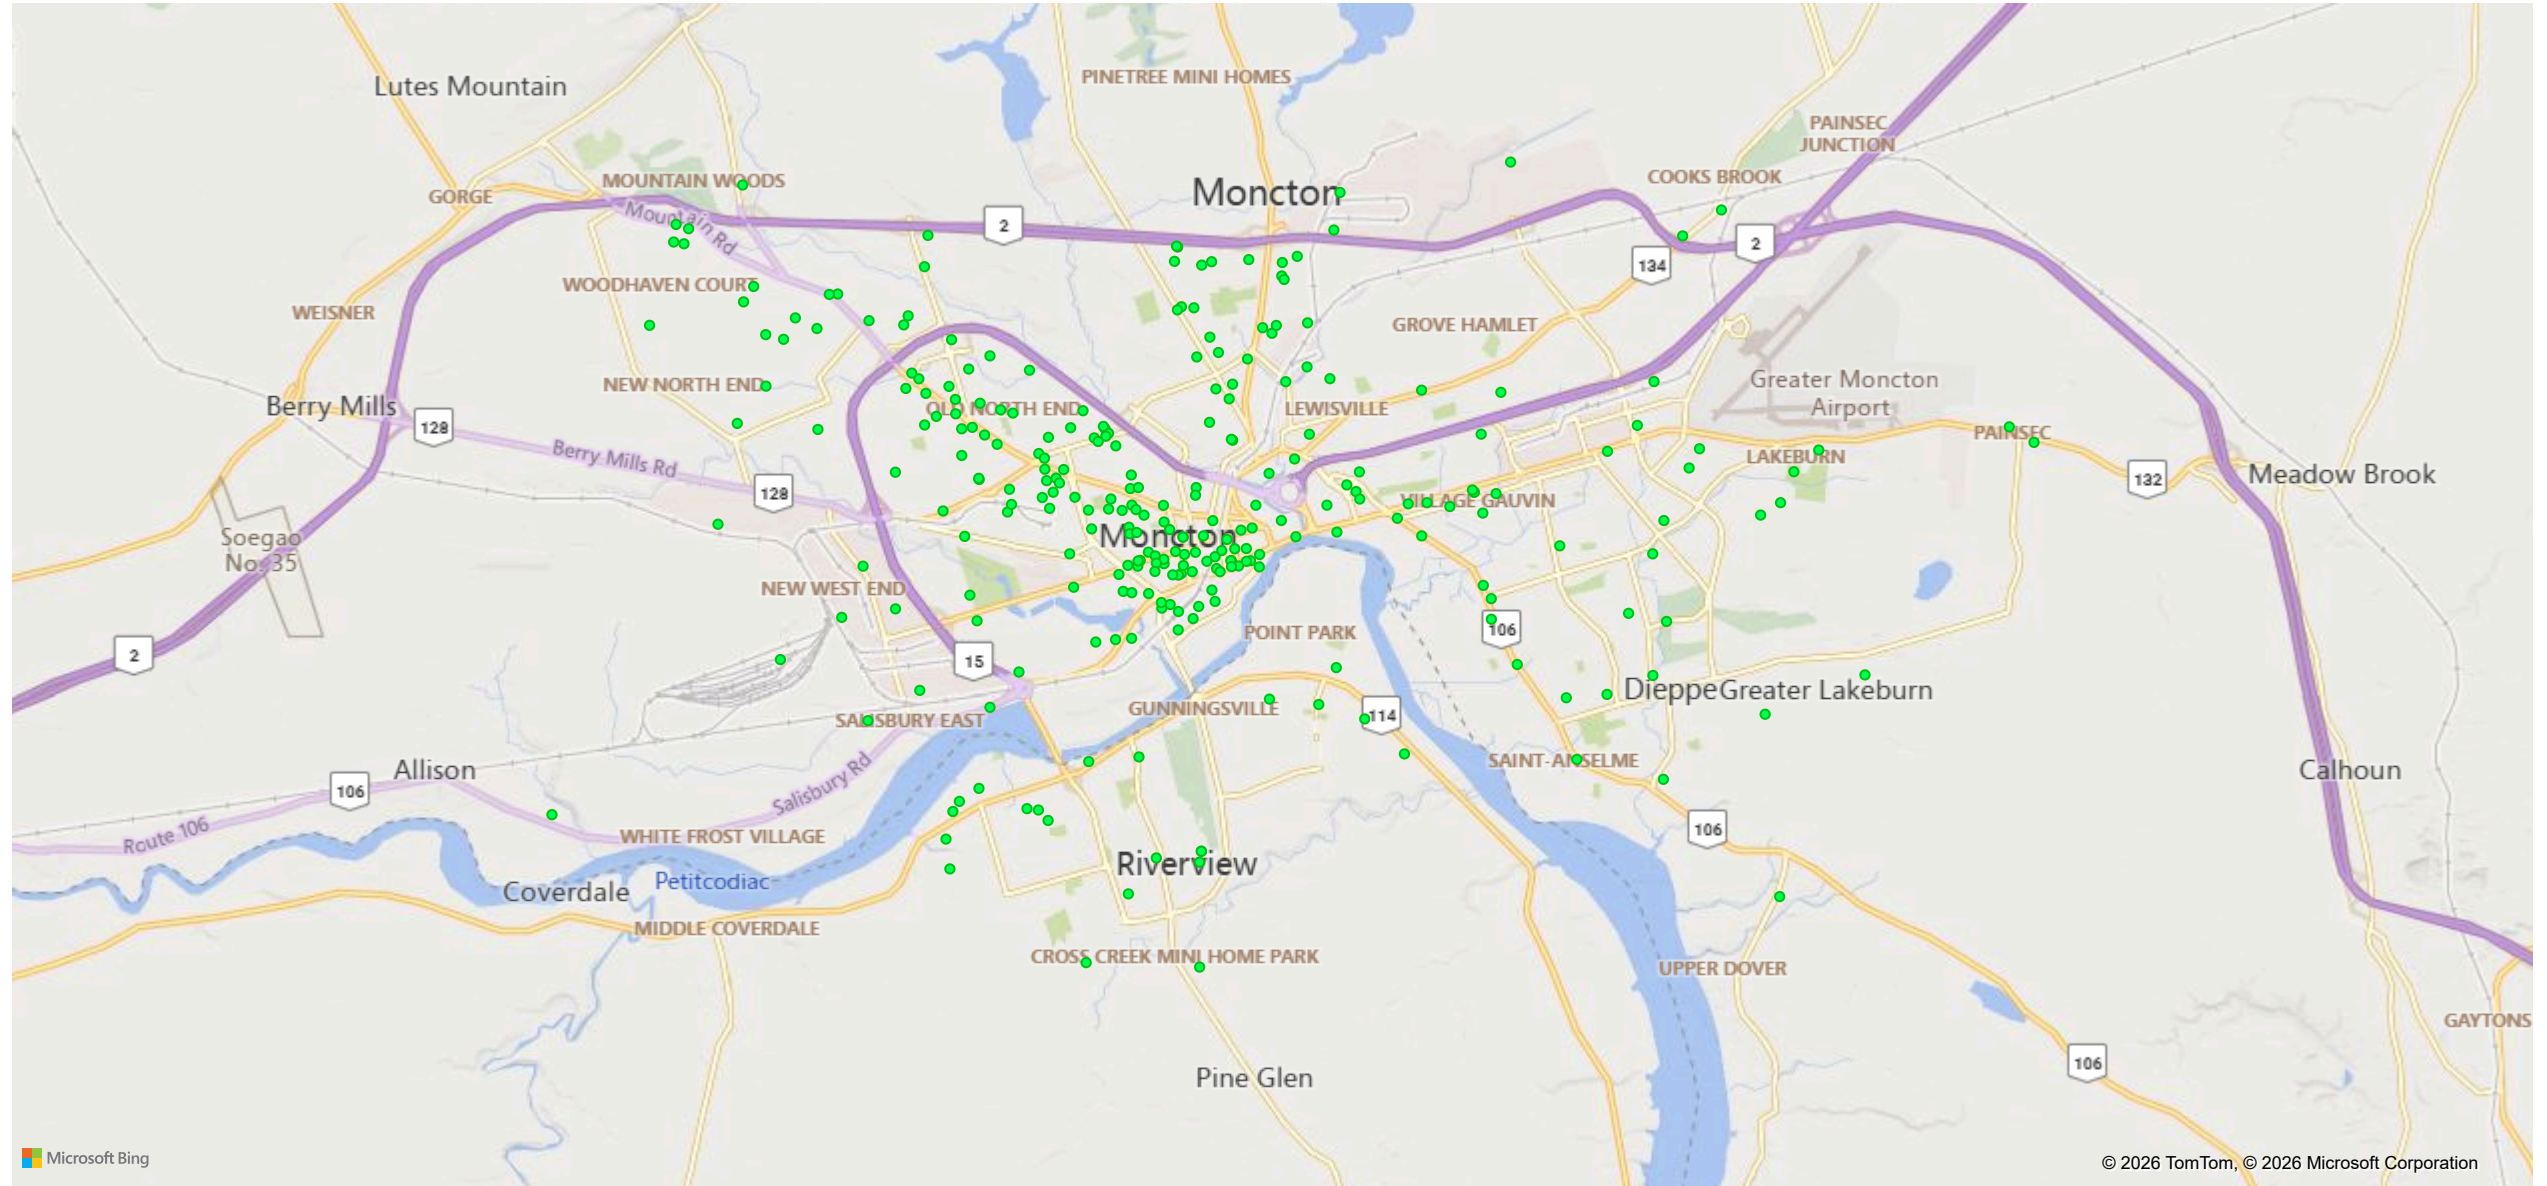 Lutes Mountain
PINETREE MINI HOMES
PAINSEC
JUNCTION
MOUNTAIN WOODS
COOKS BROOK
GORGE
Moncton
Mountain Rd
2
2
134
WOODHAVEN COURT
WEISNER
GROVE HAMLET
NEW NORTH END
Greater Moncton
Airport
Berry Mills
OLD NORTH END
LEWISVILLE
128
PAINSEC
Berry Mills Rd
LAKEBURN
Meadow Brook
132
128
VILLAGE GAUVIN
Soegao
No. 35
Moncton
NEW WEST END
106
POINT PARK
2
15
Dieppe
Greater Lakeburn
GUNNINGSVILLE
114
SALISBURY EAST
SAINT-ANSELME
Allison
Calhoun
106
Salisbury Rd
Route 106
WHITE FROST VILLAGE
106
Riverview
Petitcodiac
Coverdale
MIDDLE COVERDALE
CROSS CREEK MINI HOME PARK
UPPER DOVER
GAYTONS
106
Pine Glen
Microsoft Bing
© 2026 TomTom, © 2026 Microsoft Corporation